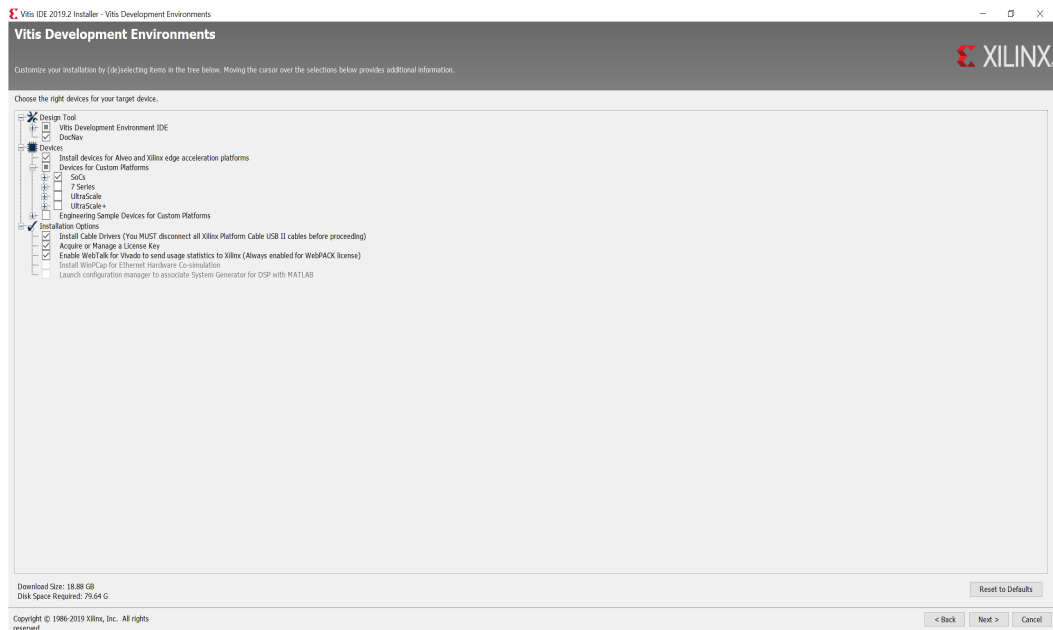 Vitis IDE 2019.2 Installer - Vitis Development Environments
Vitis Development Environments
XILINX
Customize your installation by (de)selecting items in the tree below. Moving the cursor over the selections below provides additional information.
Choose the right devices for your target device.
Design Tool
Vitis Development Environment IDE
DocNav
Devices
Install devices for Alveo and Xilinx edge acceleration platforms
Devices for Custom Platforms
SoCs
7 Series
UltraScale
UltraScale+
Engineering Sample Devices for Custom Platforms
Installation Options
Install Cable Drivers (You MUST disconnect all Xilinx Platform Cable USB II cables before proceeding)
Acquire or Manage a License Key
Enable WebTalk for Vivado to send usage statistics to Xilinx (Always enabled for WebPACK license)
Install WinPCap for Ethernet Hardware Co-simulation
Launch configuration manager to associate System Generator for DSP with MATLAB
Download Size: 18.88 GB
Disk Space Required: 79.64 G
Reset to Defaults
Copyright © 1986-2019 Xilinx, Inc. All rights
reserved
< Back Next > Cancel